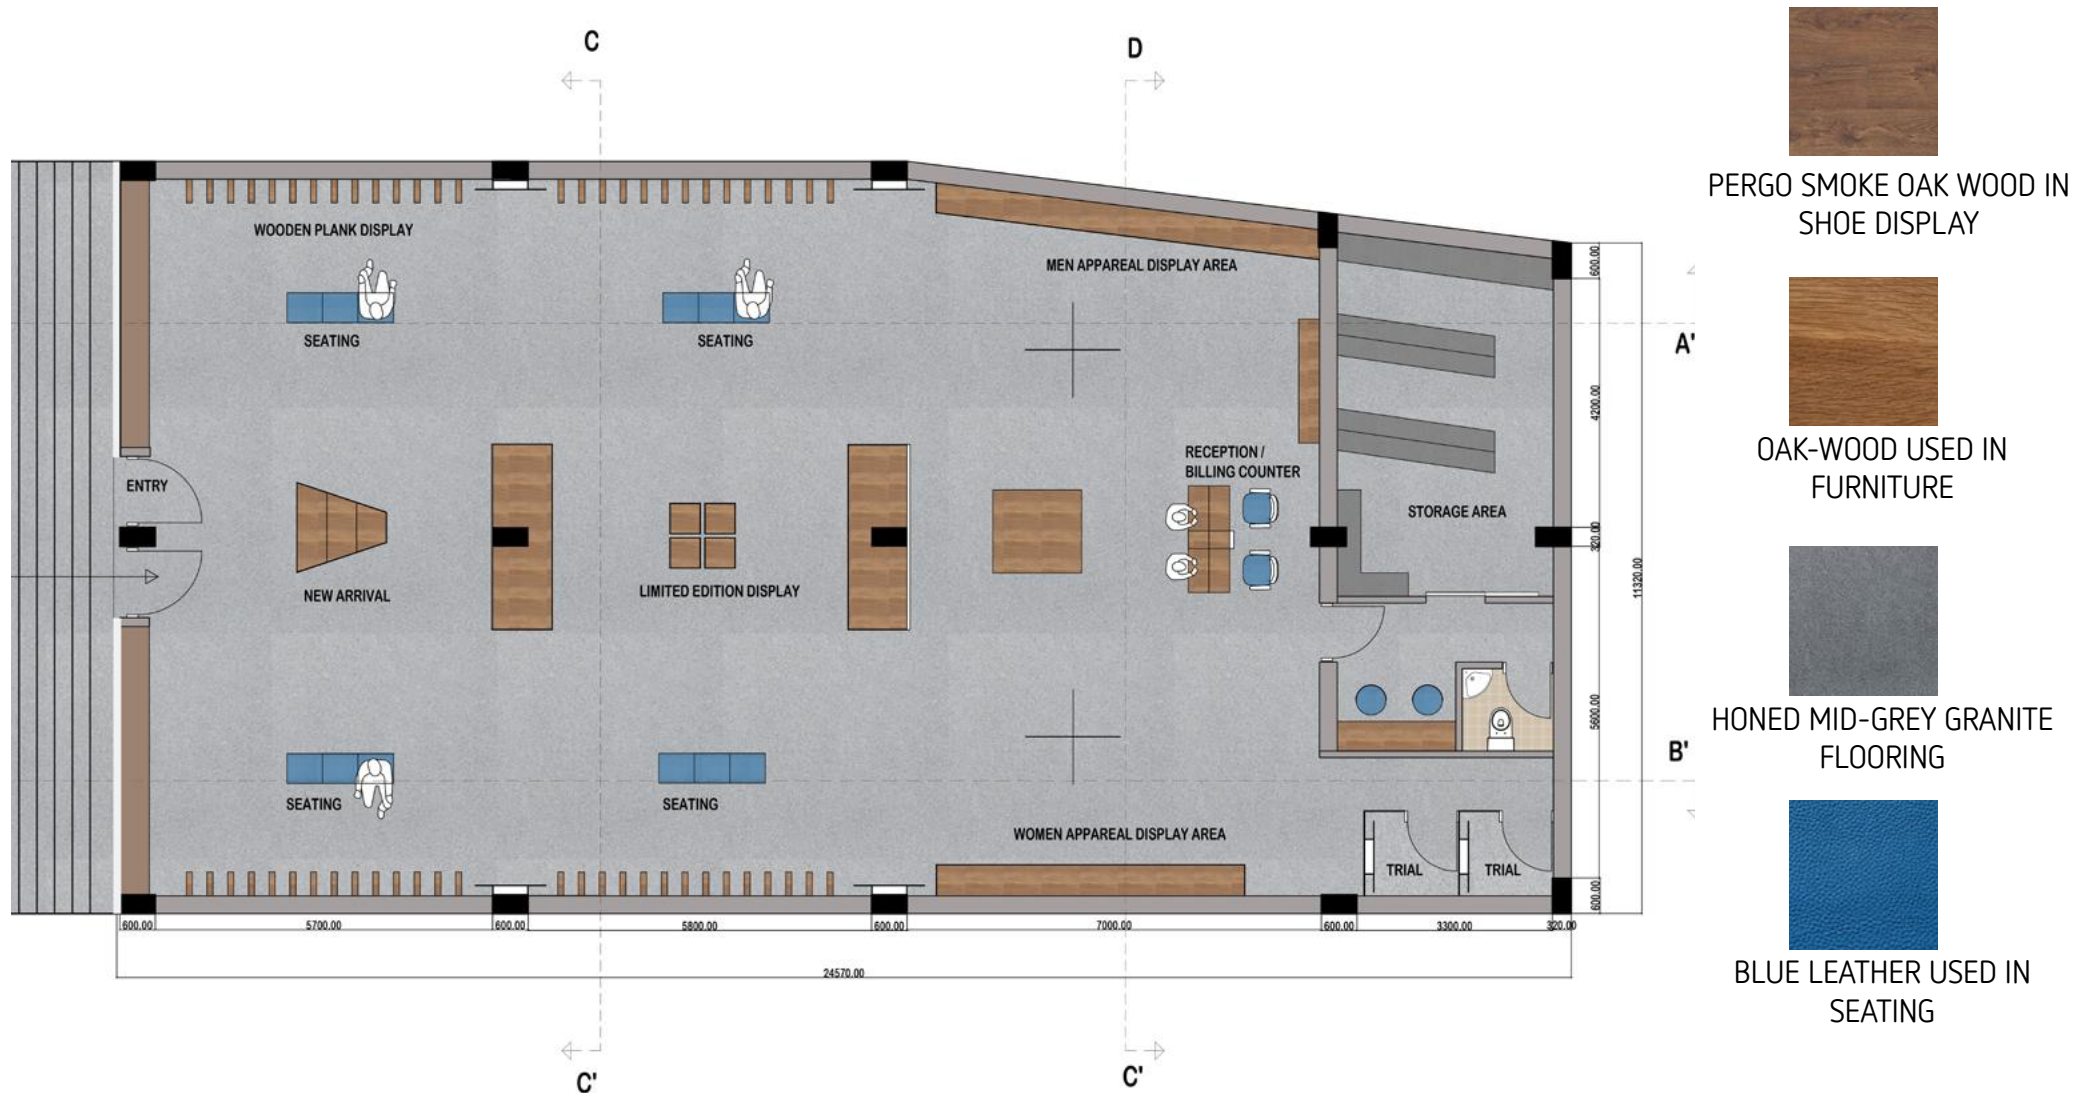 C
D
PERGO SMOKE OAK WOOD IN
SHOE DISPLAY
WOODEN PLANK DISPLAY
MEN APPAREAL DISPLAY AREA
600.00
SEATING
SEATING
A'
4200.00
OAK-WOOD USED IN
FURNITURE
RECEPTION /
BILLING COUNTER
ENTRY
STORAGE AREA
320.00
11320.00
NEW ARRIVAL
LIMITED EDITION DISPLAY
5600.00
HONED MID-GREY GRANITE
FLOORING
B'
SEATING
SEATING
WOMEN APPAREAL DISPLAY AREA
TRIAL
TRIAL
600.00
600.00
5700.00
600.00
5800.00
600.00
7000.00
600.00
3300.00
320.00
24570.00
BLUE LEATHER USED IN
SEATING
C'
C'